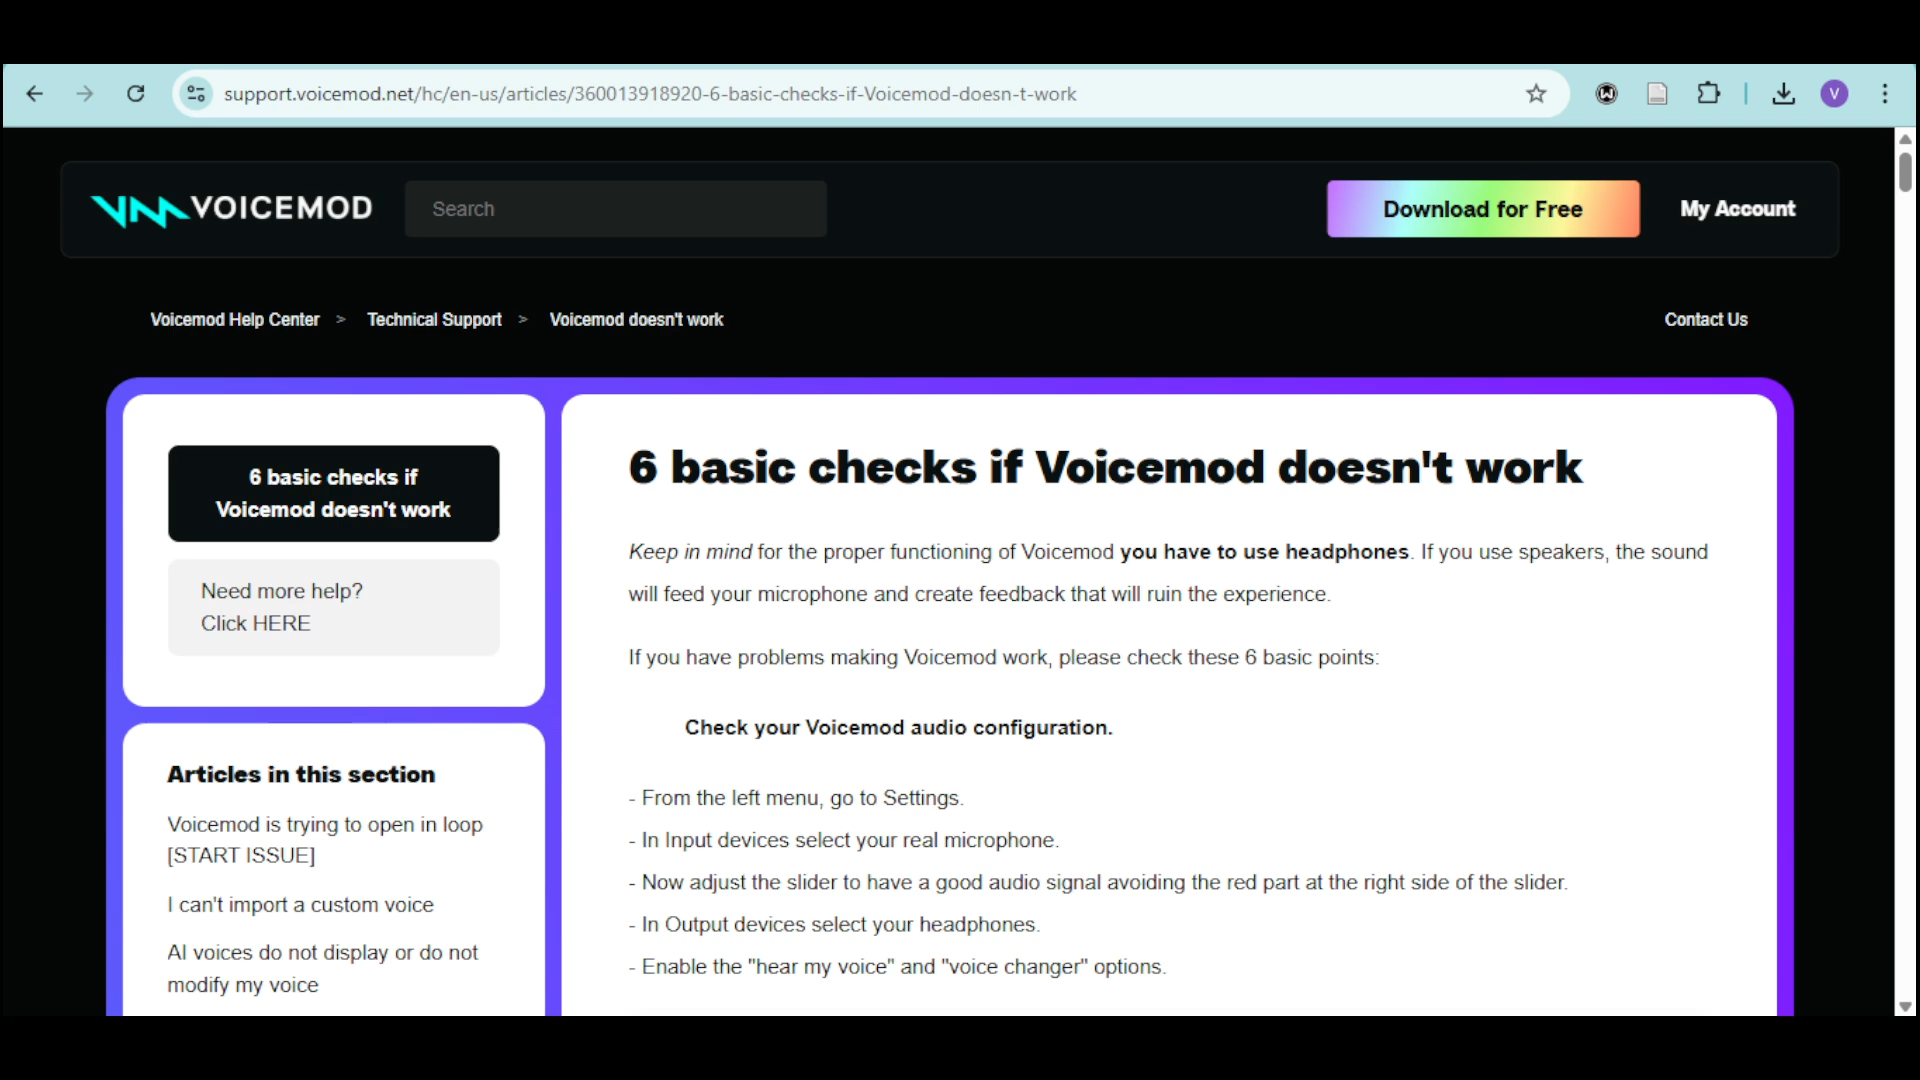 support.voicemod.net/hc/en-us/articles/360013918920-6-basic-checks-if-Voicemod-doesn-t-work
V
VOICEMOD
Search
Download for Free
My Account
Voicemod Help Center > Technical Support > Voicemod doesn't work
Contact Us
6 basic checks if
Voicemod doesn't work
Need more help?
Click HERE
Articles in this section
Voicemod is trying to open in loop
[START ISSUE]
I can't import a custom voice
AI voices do not display or do not
modify my voice
6 basic checks if Voicemod doesn't work
Keep in mind for the proper functioning of Voicemod you have to use headphones. If you use speakers, the sound
will feed your microphone and create feedback that will ruin the experience.
If you have problems making Voicemod work, please check these 6 basic points:
Check your Voicemod audio configuration.
- From the left menu, go to Settings.
- In Input devices select your real microphone.
- Now adjust the slider to have a good audio signal avoiding the red part at the right side of the slider.
- In Output devices select your headphones.
- Enable the "hear my voice" and "voice changer" options.